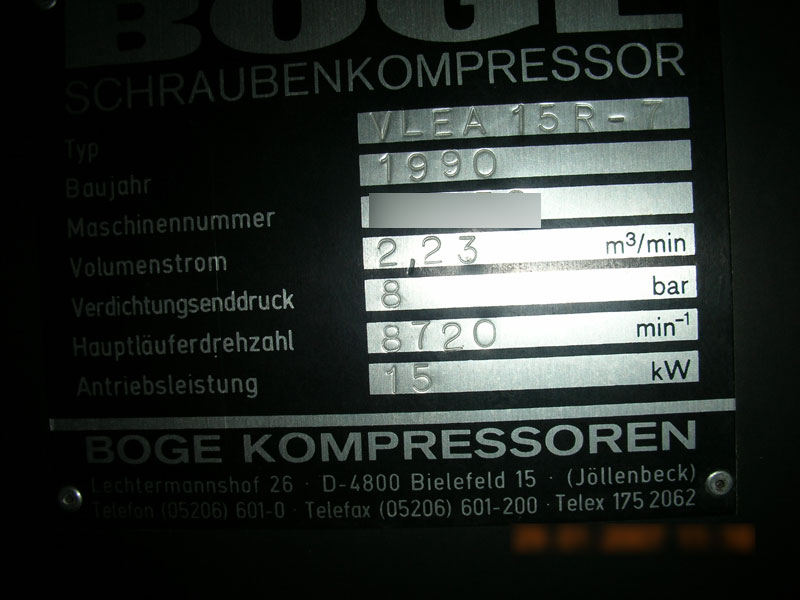 BOGE
SCHRAUBENKOMPRESSOR
Typ VLEA 15R-7
Baujahr 1990
Maschinennummer
Volumenstrom 2,23 m³/min
Verdichtungsenddruck 8 bar
Hauptläuferdrehzahl 8720 min⁻¹
Antriebsleistung 15 kW
BOGE KOMPRESSOREN
Lechtermannshof 26 · D-4800 Bielefeld 15 · (Jöllenbeck)
Telefon (05206) 601-0 · Telefax (05206) 601-200 · Telex 175 2062